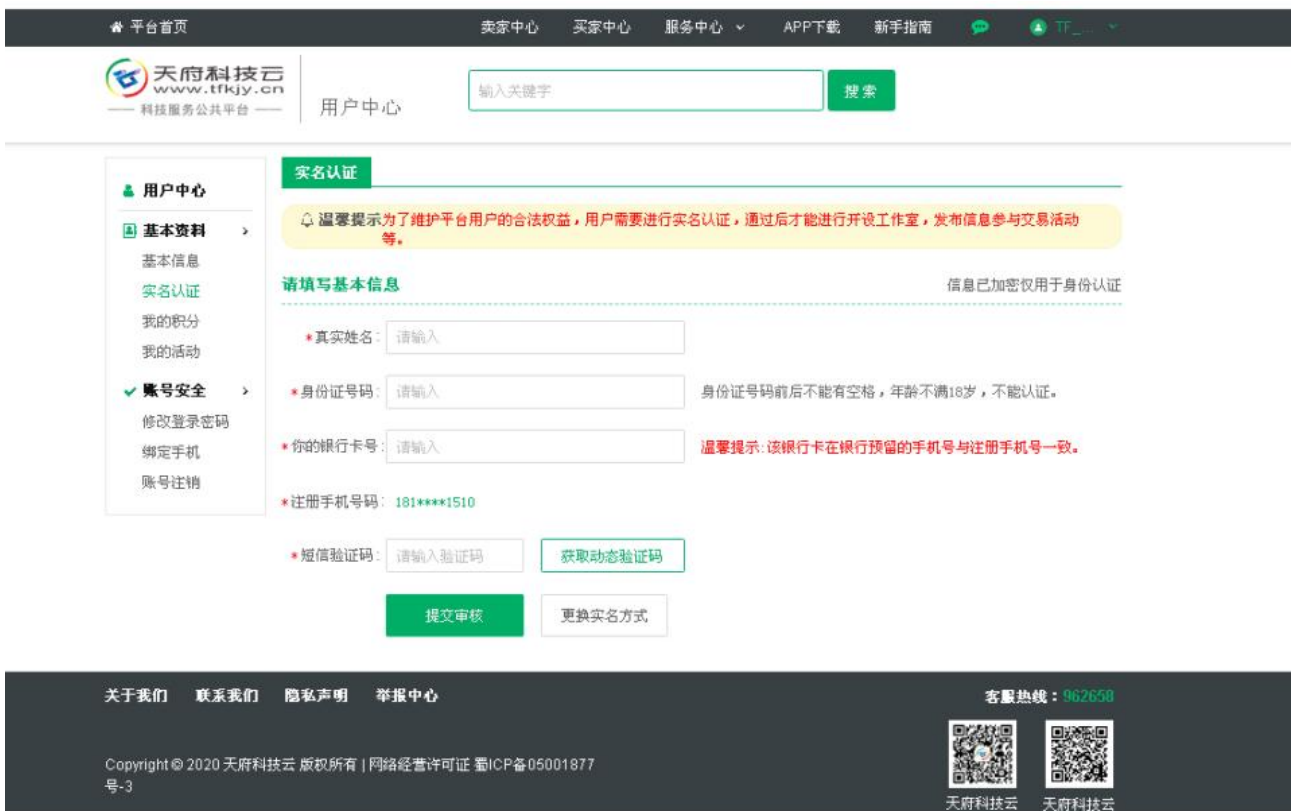 平台首页 卖家中心 买家中心 服务中心 APP下载 新手指南 TF_...
天府科技云
www.tfkjy.cn
科技服务公共平台
用户中心
输入关键字
搜索
用户中心
基本资料
基本信息
实名认证
我的积分
我的活动
账号安全
修改登录密码
绑定手机
账号注销
实名认证
温馨提示为了维护平台用户的合法权益，用户需要进行实名认证，通过后才能进行开设工作室，发布信息参与交易活动
等。
请填写基本信息 信息已加密仅用于身份认证
*真实姓名: 请输入
*身份证号码: 请输入 身份证号码前后不能有空格，年龄不满18岁，不能认证。
*你的银行卡号: 请输入 温馨提示:该银行卡在银行预留的手机号与注册手机号一致。
*注册手机号码: 181****1510
*短信验证码: 请输入验证码 获取动态验证码
提交审核 更换实名方式
关于我们 联系我们 隐私声明 举报中心 客服热线：962658
Copyright © 2020 天府科技云 版权所有 | 网络经营许可证 蜀ICP备05001877
号-3
天府科技云 天府科技云